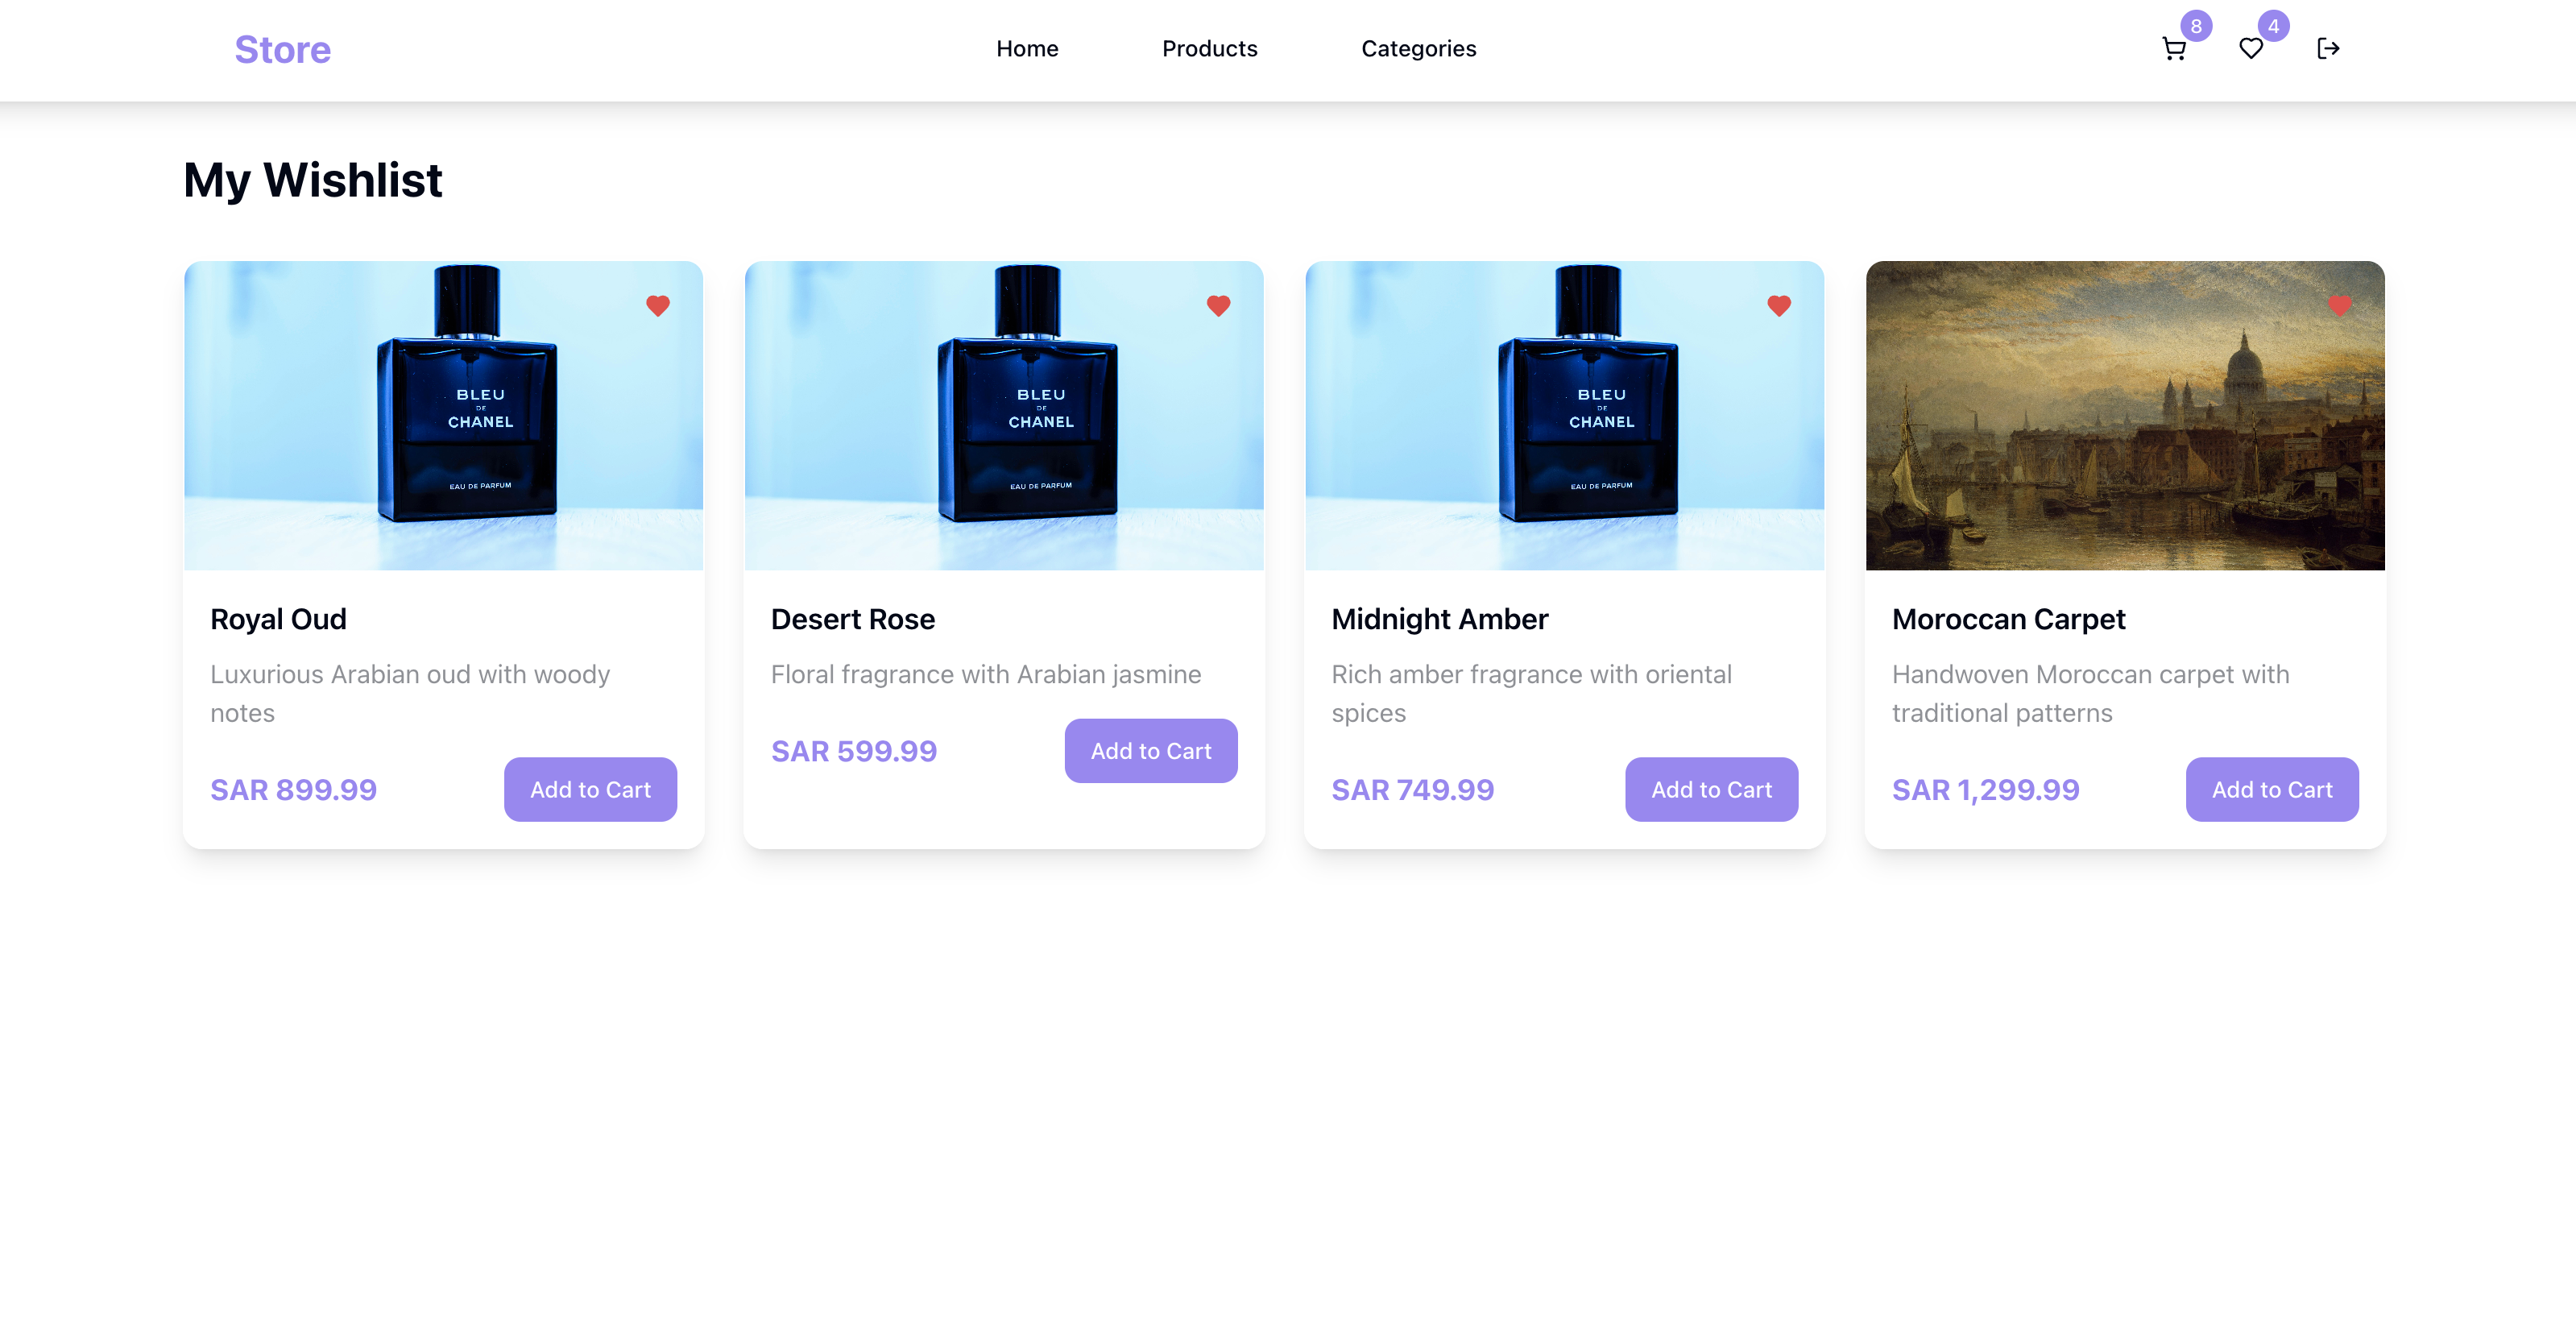 Store
Home
Products
Categories
8
4
My Wishlist
BLEU
DE
CHANEL
EAU DE PARFUM
BLEU
DE
CHANEL
EAU DE PARFUM
BLEU
DE
CHANEL
EAU DE PARFUM
Royal Oud
Luxurious Arabian oud with woody
notes
SAR 899.99
Add to Cart
Desert Rose
Floral fragrance with Arabian jasmine
SAR 599.99
Add to Cart
Midnight Amber
Rich amber fragrance with oriental
spices
SAR 749.99
Add to Cart
Moroccan Carpet
Handwoven Moroccan carpet with
traditional patterns
SAR 1,299.99
Add to Cart